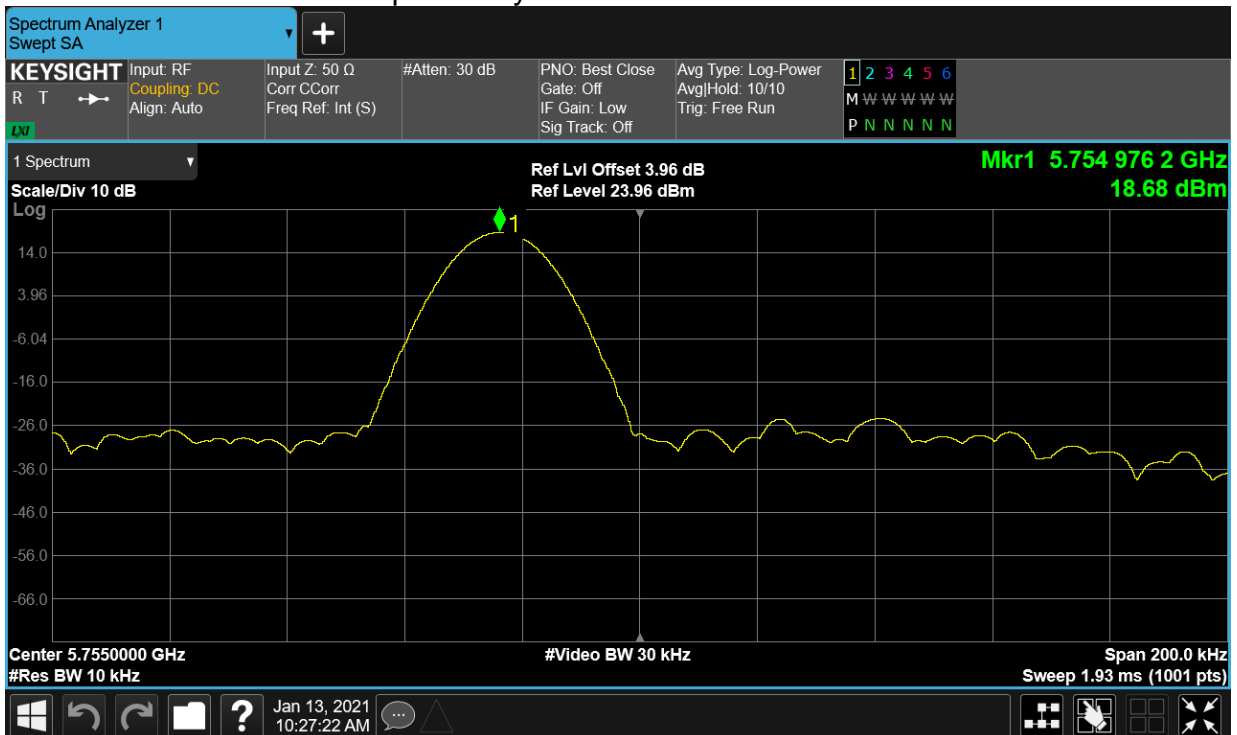 Spectrum Analyzer 1
Swept SA
+
KEYSIGHT
R T
LXI
Input: RF
Coupling: DC
Align: Auto
Input Z: 50 Ω
Corr CCorr
Freq Ref: Int (S)
#Atten: 30 dB
PNO: Best Close
Gate: Off
IF Gain: Low
Sig Track: Off
Avg Type: Log-Power
Avg|Hold: 10/10
Trig: Free Run
1 2 3 4 5 6
M W W W W W
P N N N N N
1 Spectrum
Scale/Div 10 dB
Log
Ref Lvl Offset 3.96 dB
Ref Level 23.96 dBm
Mkr1 5.754 976 2 GHz
18.68 dBm
1
14.0
3.96
-6.04
-16.0
-26.0
-36.0
-46.0
-56.0
-66.0
Center 5.7550000 GHz
#Res BW 10 kHz
#Video BW 30 kHz
Span 200.0 kHz
Sweep 1.93 ms (1001 pts)
?
Jan 13, 2021
10:27:22 AM